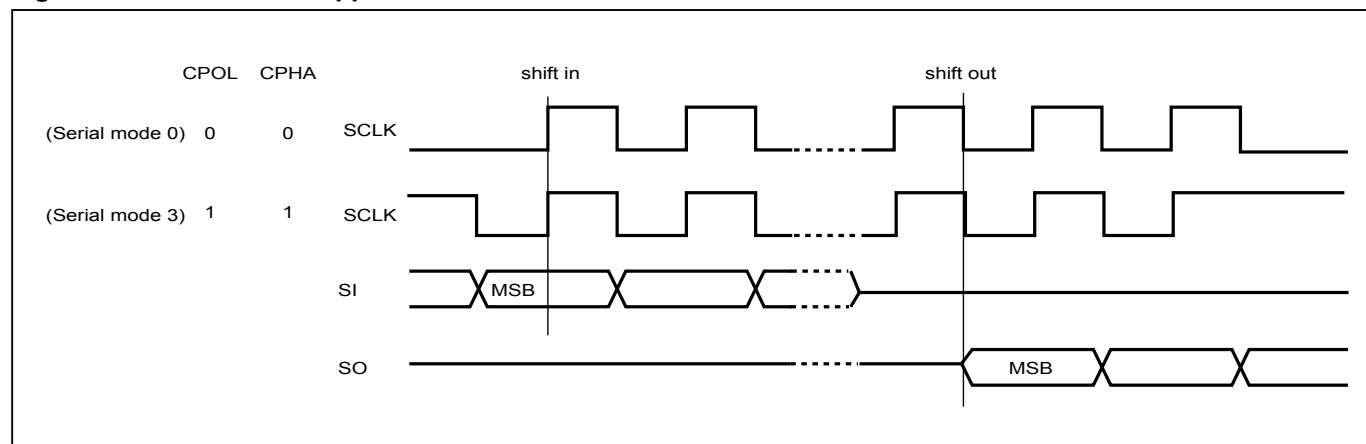 CPOL CPHA shift in shift out
(Serial mode 0) 0 0 SCLK
(Serial mode 3) 1 1 SCLK
SI MSB
SO MSB